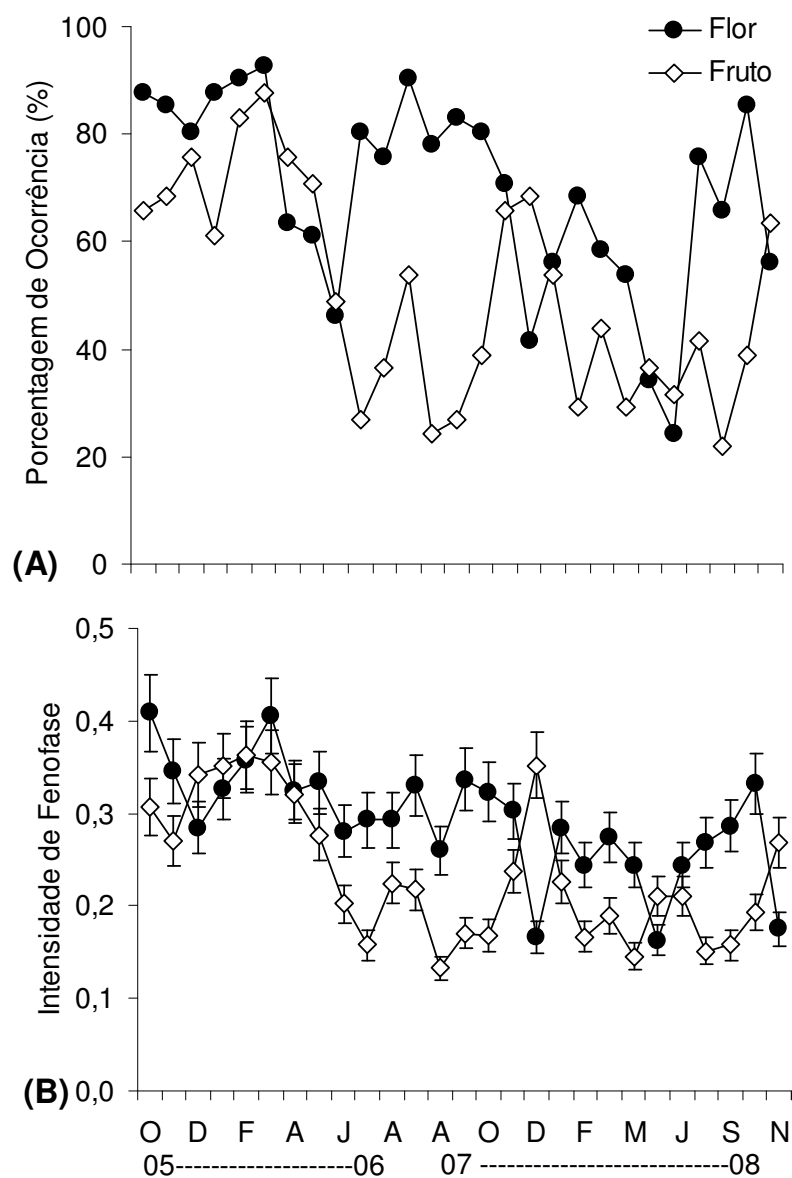 100
80
60
40
20
0
Porcentagem de Ocorrência (%)
Flor
Fruto
(A)
0,5
0,4
0,3
0,2
0,1
0,0
Intensidade de Fenofase
(B)
O D F A J A A O D F M J S N
05--------------------06 07 ----------------------------08